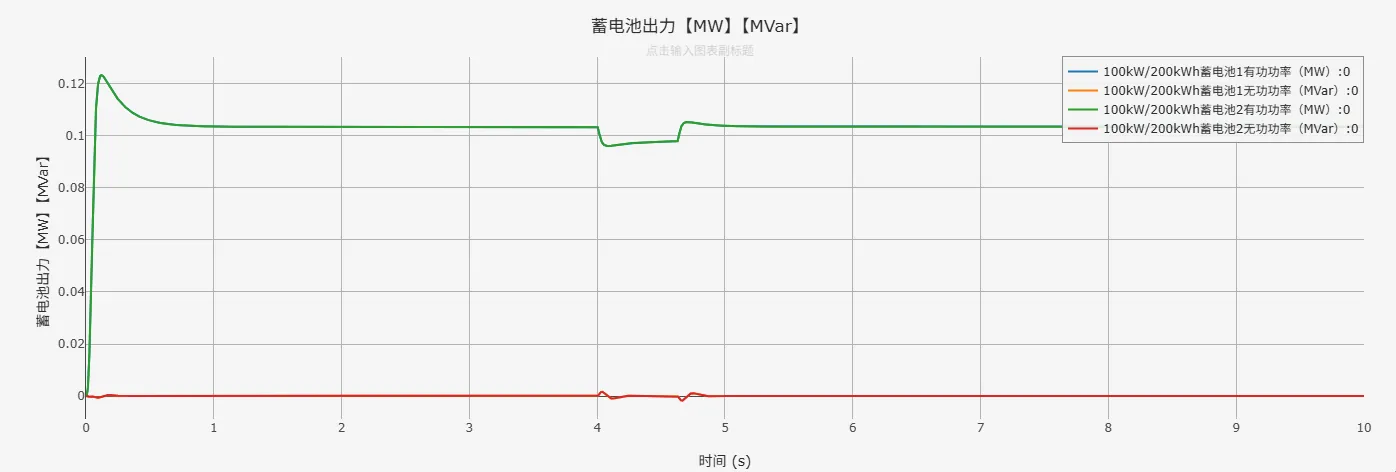 蓄电池出力【MW】【MVar】
点击输入图表副标题
100kW/200kWh蓄电池1有功功率（MW）:0
100kW/200kWh蓄电池1无功功率（MVar）:0
100kW/200kWh蓄电池2有功功率（MW）:0
100kW/200kWh蓄电池2无功功率（MVar）:0
蓄电池出力【MW】【MVar】
0.12
0.1
0.08
0.06
0.04
0.02
0
0 1 2 3 4 5 6 7 8 9 10
时间 (s)